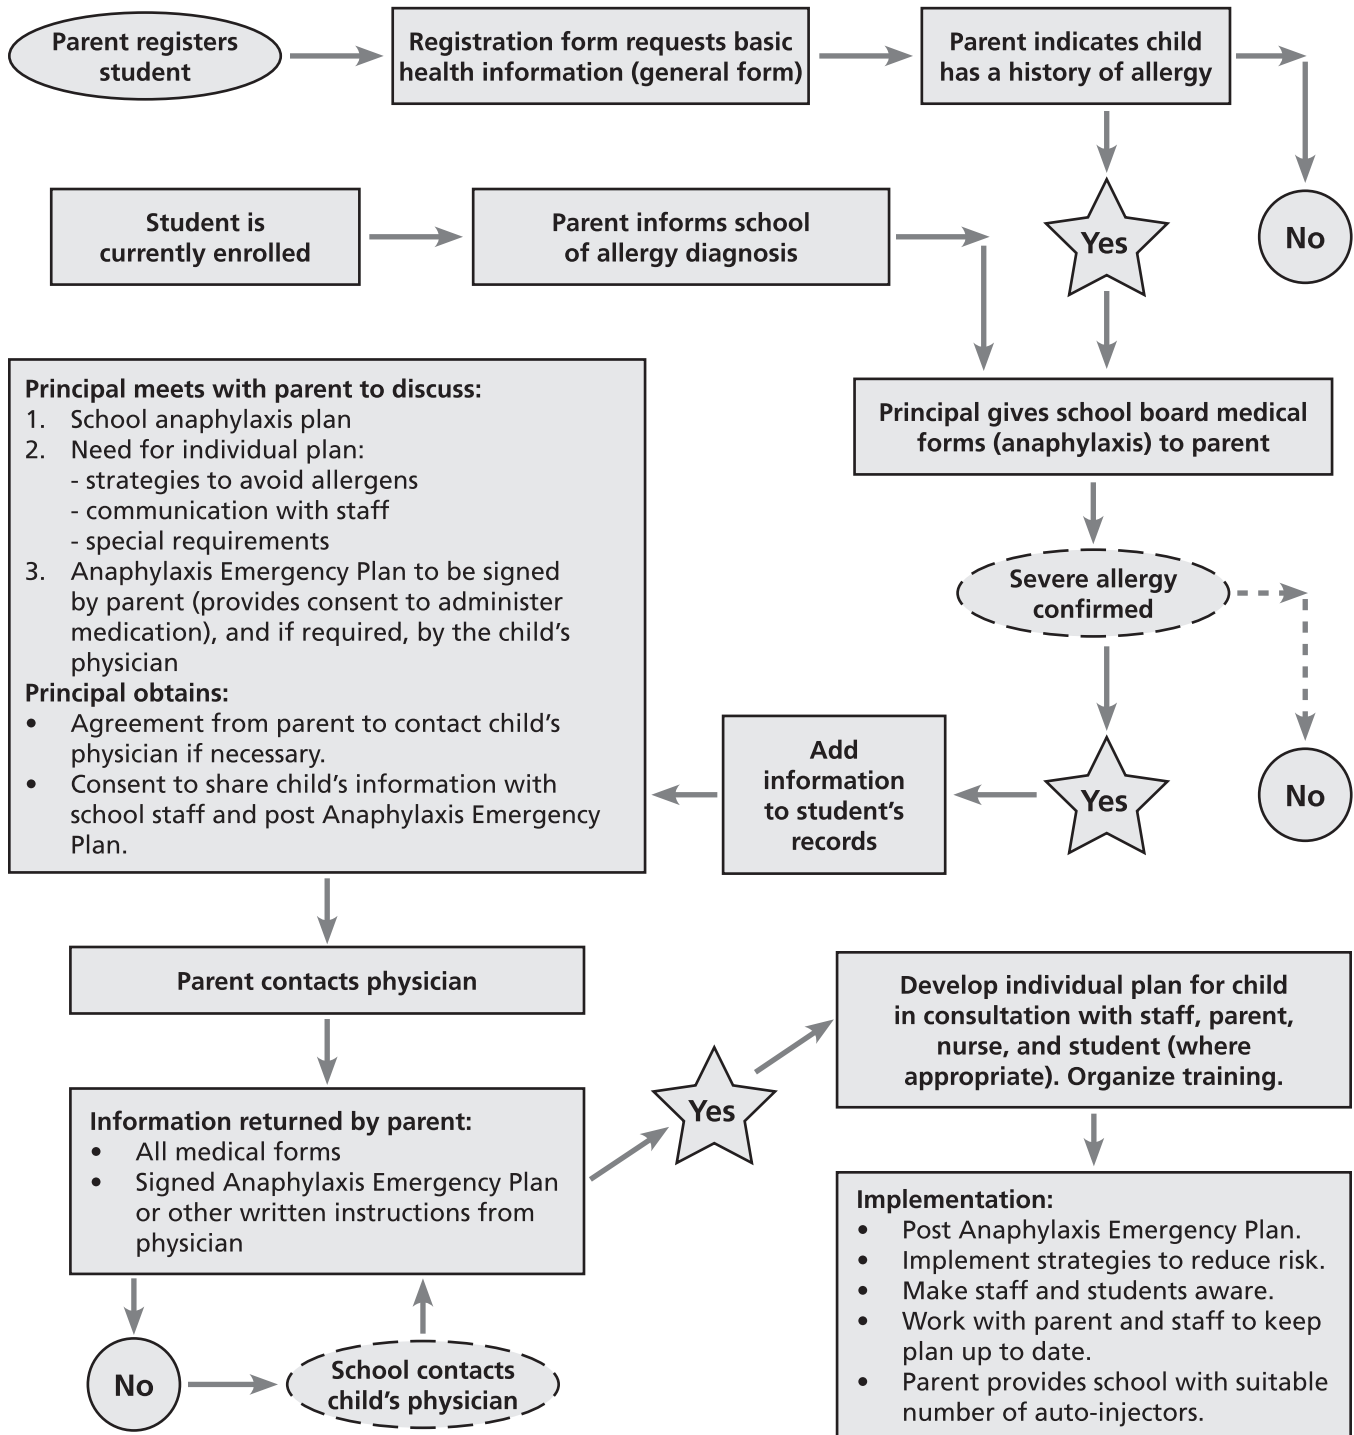 Parent registers
student
Registration form requests basic
health information (general form)
Parent indicates child
has a history of allergy
Yes
No
Student is
currently enrolled
Parent informs school
of allergy diagnosis
Principal gives school board medical
forms (anaphylaxis) to parent
Severe allergy
confirmed
Yes
No
Add
information
to student's
records
Principal meets with parent to discuss:
1. School anaphylaxis plan
2. Need for individual plan:
- strategies to avoid allergens
- communication with staff
- special requirements
3. Anaphylaxis Emergency Plan to be signed
by parent (provides consent to administer
medication), and if required, by the child's
physician
Principal obtains:
• Agreement from parent to contact child's
physician if necessary.
• Consent to share child's information with
school staff and post Anaphylaxis Emergency
Plan.
Parent contacts physician
Information returned by parent:
• All medical forms
• Signed Anaphylaxis Emergency Plan
or other written instructions from
physician
No
School contacts
child's physician
Yes
Develop individual plan for child
in consultation with staff, parent,
nurse, and student (where
appropriate). Organize training.
Implementation:
• Post Anaphylaxis Emergency Plan.
• Implement strategies to reduce risk.
• Make staff and students aware.
• Work with parent and staff to keep
plan up to date.
• Parent provides school with suitable
number of auto-injectors.